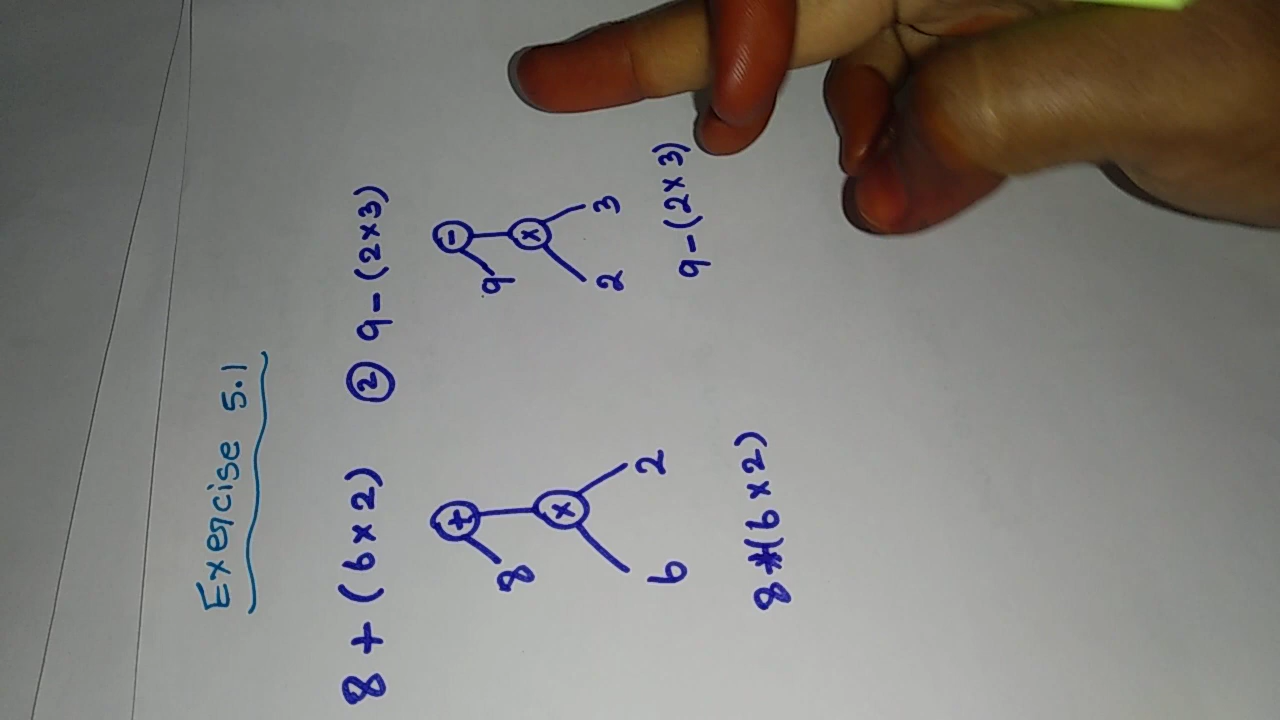 Exercise 5.1
8 + (6 × 2) ② 9 - (2 × 3)
+ -
8 × 9 ×
6 2 2 3
9 - (2 × 3)
(6 × 2)